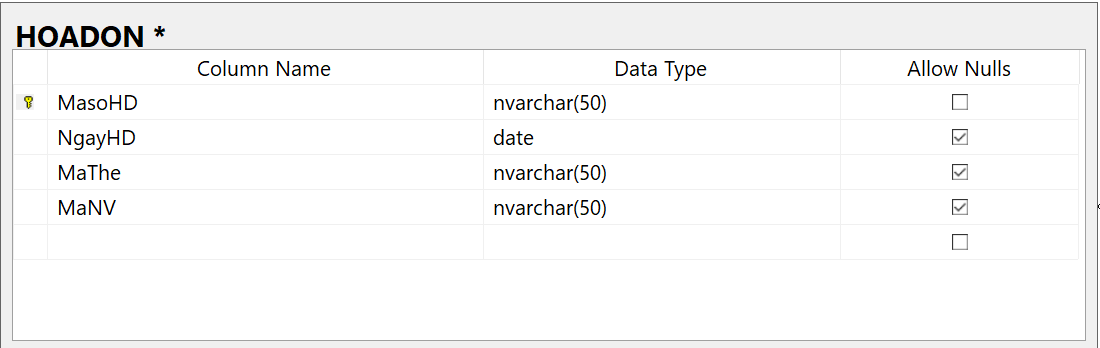 HOADON *
Column Name Data Type Allow Nulls
MasoHD nvarchar(50)
NgayHD date
MaThe nvarchar(50)
MaNV nvarchar(50)